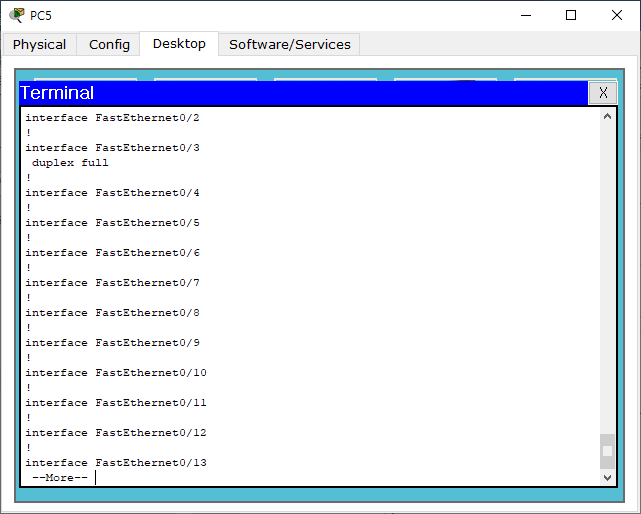 PC5
Physical Config Desktop Software/Services
Terminal X
interface FastEthernet0/2
!
interface FastEthernet0/3
 duplex full
!
interface FastEthernet0/4
!
interface FastEthernet0/5
!
interface FastEthernet0/6
!
interface FastEthernet0/7
!
interface FastEthernet0/8
!
interface FastEthernet0/9
!
interface FastEthernet0/10
!
interface FastEthernet0/11
!
interface FastEthernet0/12
!
interface FastEthernet0/13
 --More--